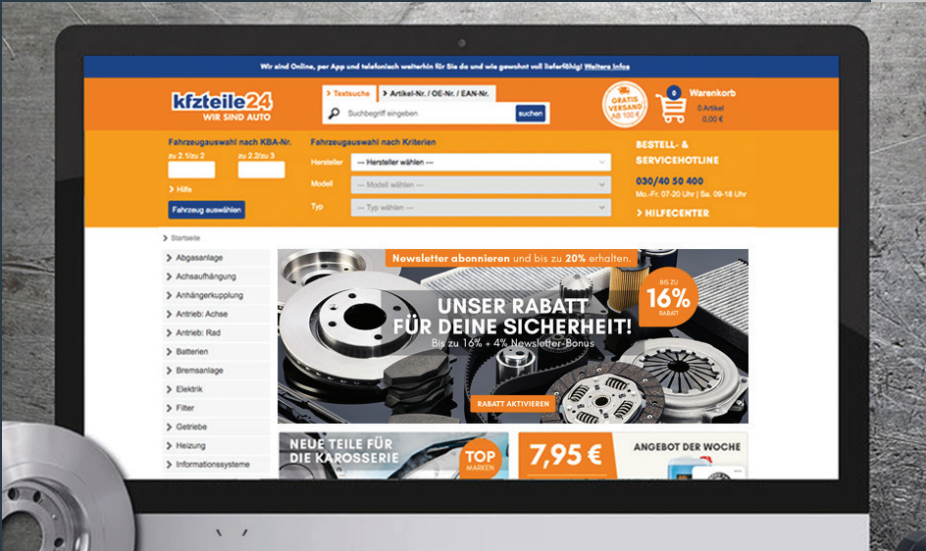 Wir sind Online, per App und telefonisch weiterhin für Sie da und wie gewohnt voll lieferfähig! Weitere Infos
kfzteile24
WIR SIND AUTO
Textsuche
Artikel-Nr. / OE-Nr. / EAN-Nr.
Suchbegriff eingeben
suchen
GRATIS
VERSAND
AB 100 €
0
Warenkorb
0 Artikel
0,00 €
Fahrzeugauswahl nach KBA-Nr.
zu 2.1/zu 2
zu 2.2/zu 3
Hilfe
Fahrzeug auswählen
Fahrzeugauswahl nach Kriterien
Hersteller
--- Hersteller wählen ---
Modell
--- Modell wählen ---
Typ
--- Typ wählen ---
BESTELL- &
SERVICEHOTLINE
030/40 50 400
Mo.-Fr. 07-20 Uhr | Sa. 09-18 Uhr
HILFECENTER
Startseite
Abgasanlage
Achsaufhängung
Anhängerkupplung
Antrieb: Achse
Antrieb: Rad
Batterien
Bremsanlage
Elektrik
Filter
Getriebe
Heizung
Informationssysteme
Newsletter abonnieren und bis zu 20% erhalten.
BIS ZU
16%
RABATT
UNSER RABATT
FÜR DEINE SICHERHEIT!
Bis zu 16% + 4% Newsletter-Bonus
RABATT AKTIVIEREN
NEUE TEILE FÜR
DIE KAROSSERIE
TOP
MARKEN
7,95 €
ANGEBOT DER WOCHE